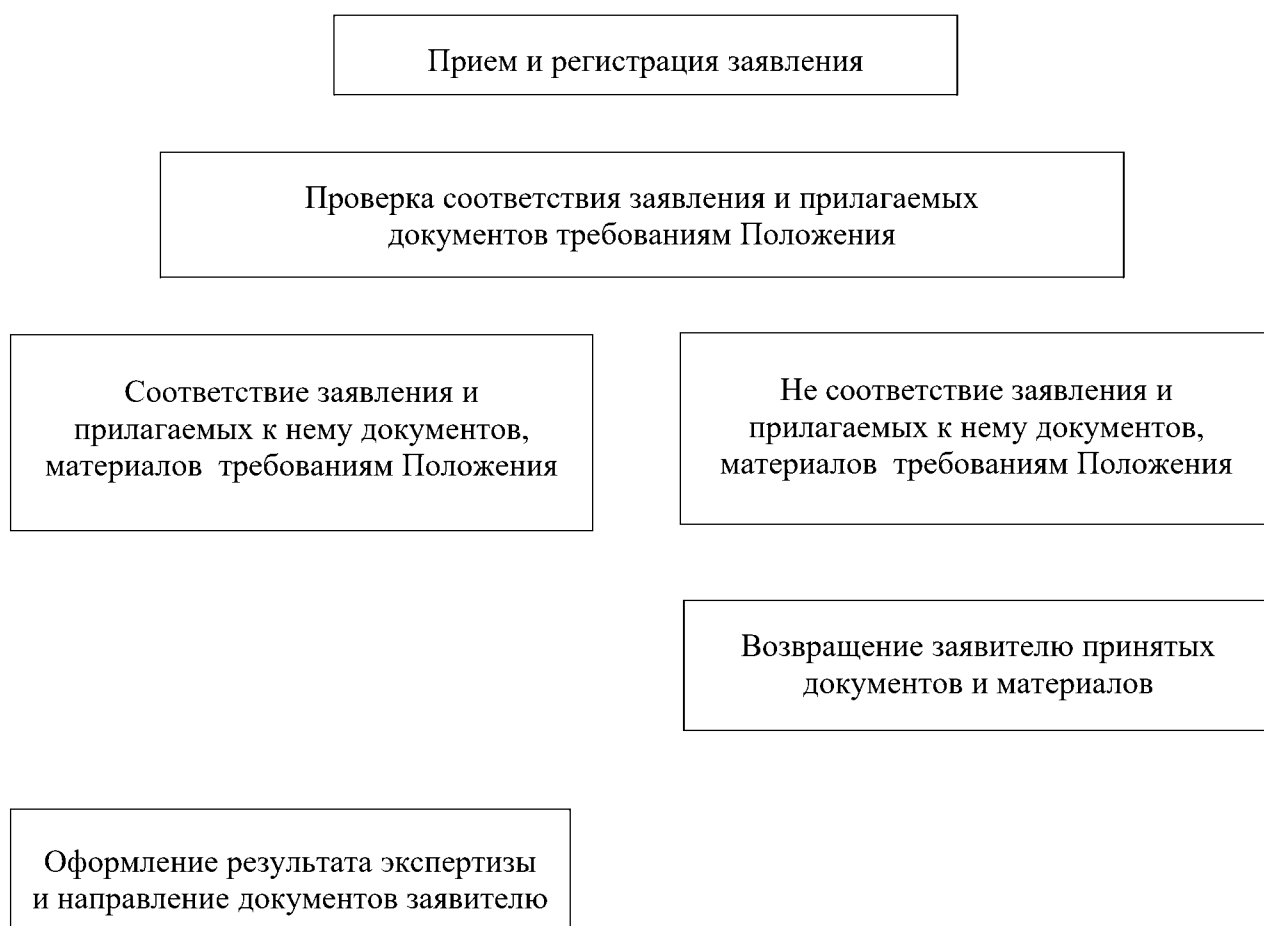 Прием и регистрация заявления
Проверка соответствия заявления и прилагаемых
документов требованиям Положения
Соответствие заявления и
прилагаемых к нему документов,
материалов  требованиям Положения
Не соответствие заявления и
прилагаемых к нему документов,
материалов  требованиям Положения
Возвращение заявителю принятых
документов и материалов
Оформление результата экспертизы
и направление документов заявителю